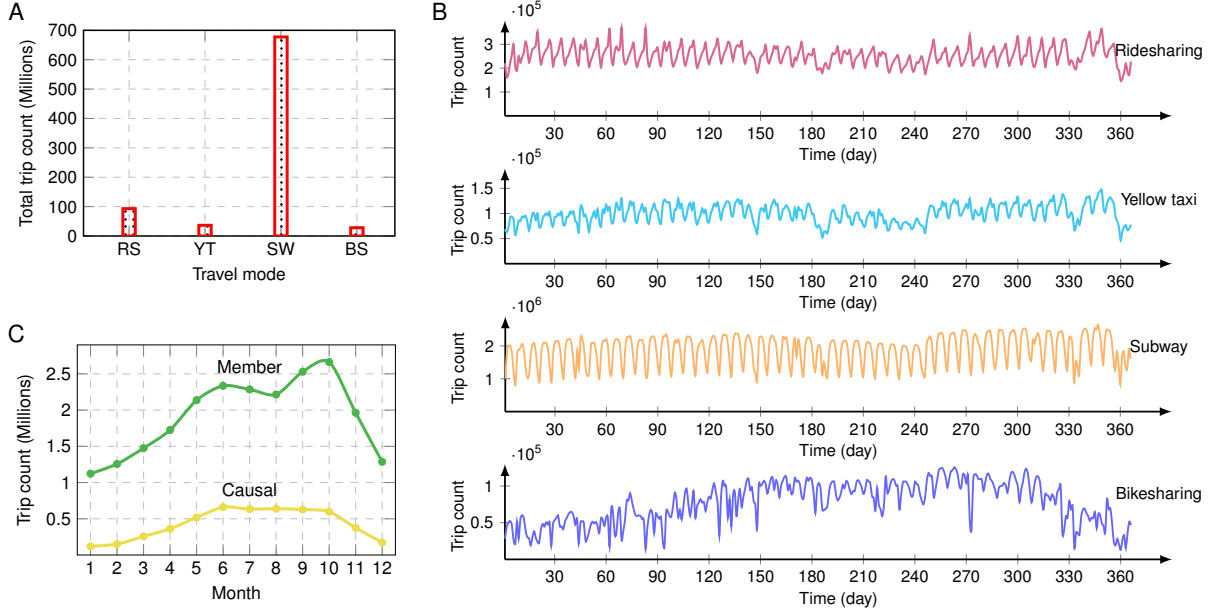 A
Total trip count (Millions)
700
600
500
400
300
200
100
0
RS YT SW BS
Travel mode
B
·10^5
Trip count
3
2
1
Ridesharing
30 60 90 120 150 180 210 240 270 300 330 360
Time (day)
·10^5
Trip count
1.5
1
0.5
Yellow taxi
30 60 90 120 150 180 210 240 270 300 330 360
Time (day)
·10^6
Trip count
2
1
Subway
30 60 90 120 150 180 210 240 270 300 330 360
Time (day)
·10^5
Trip count
1
0.5
Bikesharing
30 60 90 120 150 180 210 240 270 300 330 360
Time (day)
C
Trip count (Millions)
2.5
2
1.5
1
0.5
Member
Causal
1 2 3 4 5 6 7 8 9 10 11 12
Month